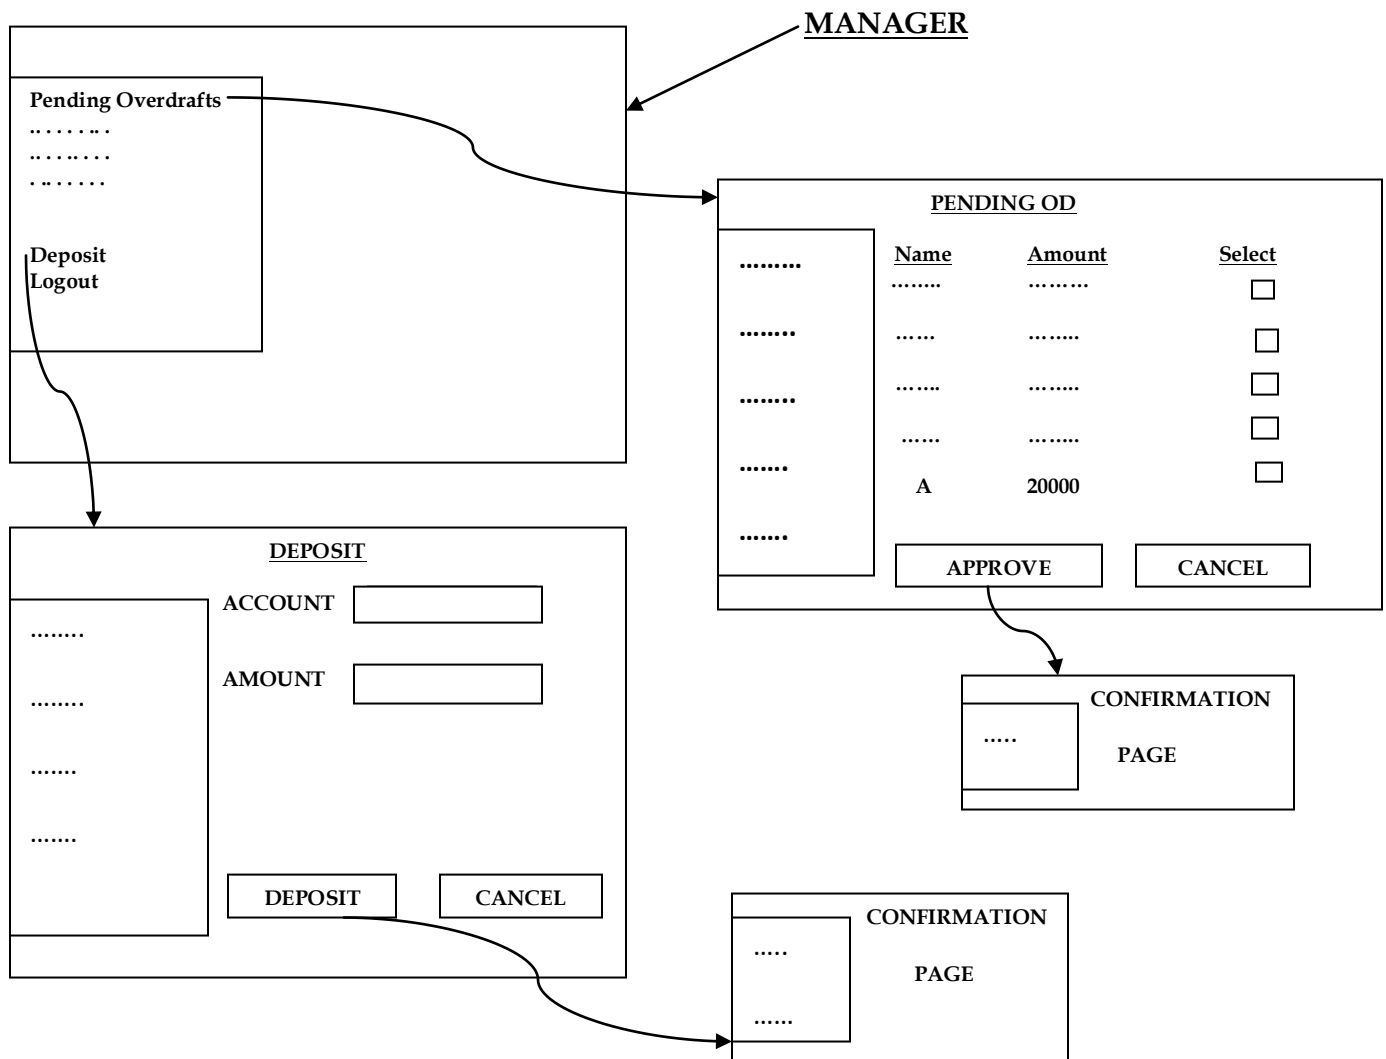 MANAGER
Pending Overdrafts
.. . . . . .. .
.. . . .. . . .
. .. . . . . .
Deposit
Logout
PENDING OD
Name Amount Select
......... ........ .........
........ ...... ........
........ ....... ........
....... ...... ........
A 20000
.......
APPROVE CANCEL
CONFIRMATION
.....
PAGE
DEPOSIT
ACCOUNT
........
AMOUNT
........
.......
.......
DEPOSIT CANCEL
CONFIRMATION
.....
PAGE
......